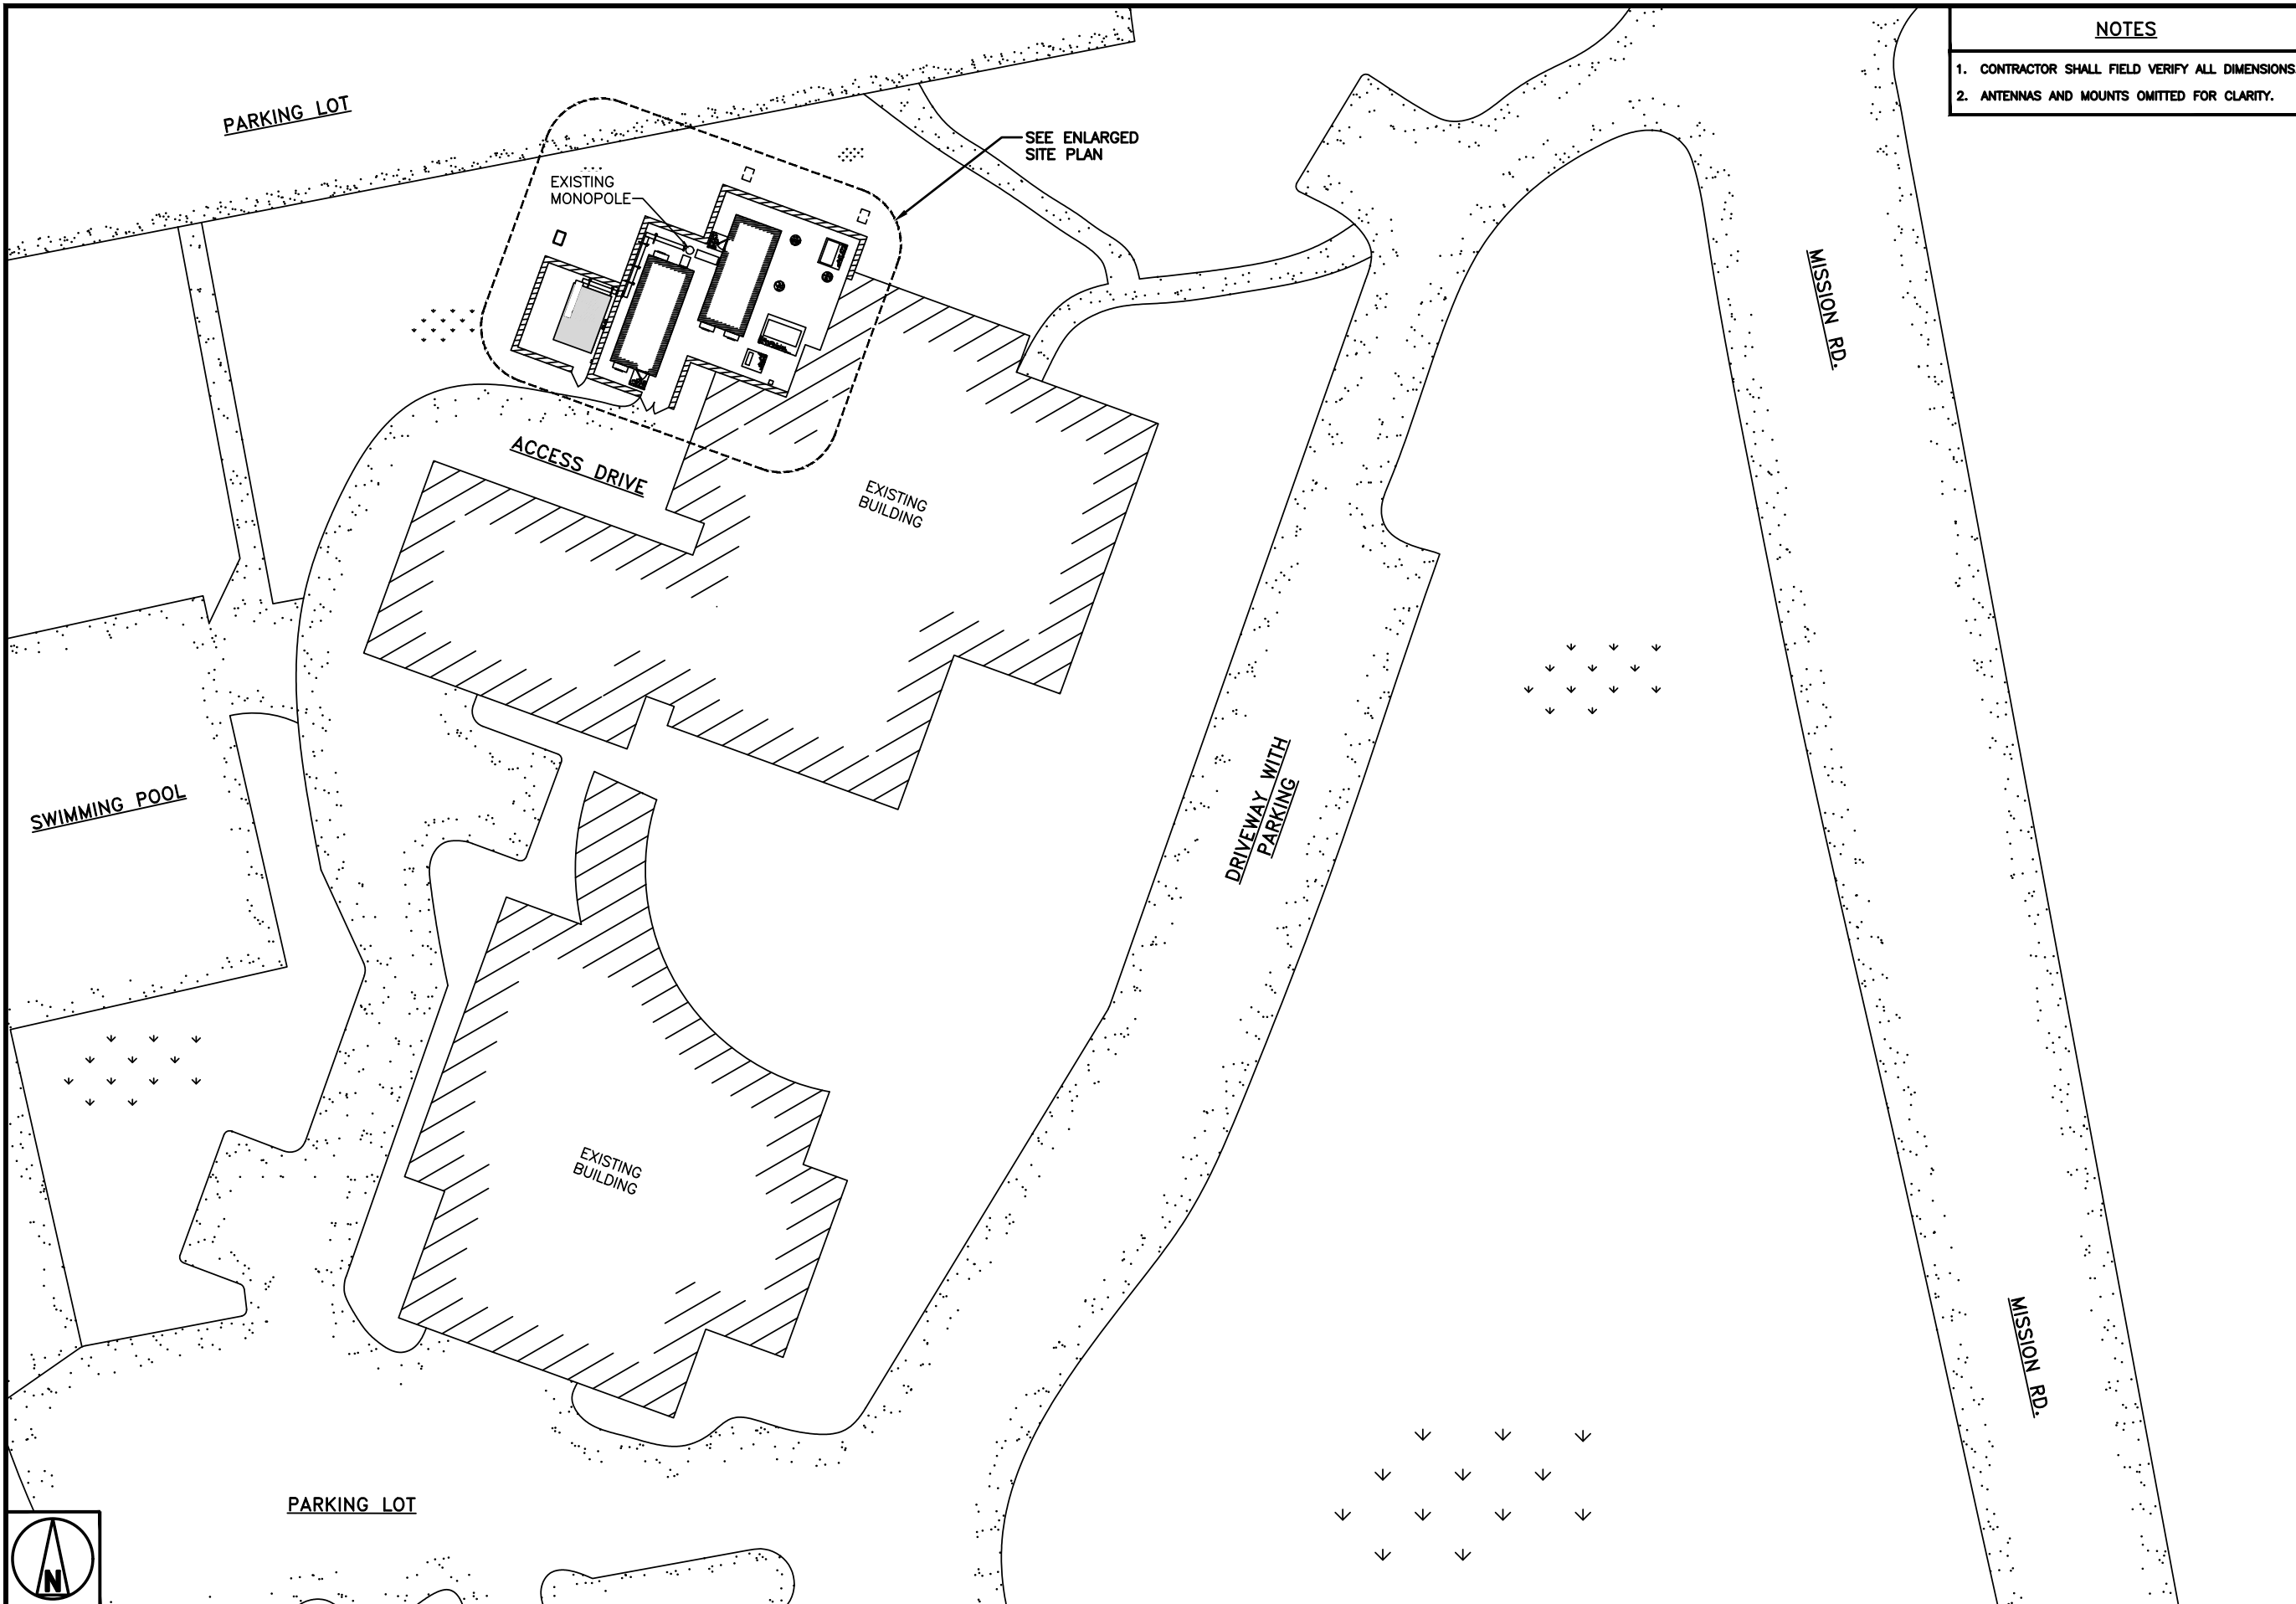 NOTES
1. CONTRACTOR SHALL FIELD VERIFY ALL DIMENSIONS.
2. ANTENNAS AND MOUNTS OMITTED FOR CLARITY.
PARKING LOT
SEE ENLARGED
SITE PLAN
EXISTING
MONOPOLE
MISSION RD.
ACCESS DRIVE
EXISTING
BUILDING
SWIMMING POOL
DRIVEWAY WITH
PARKING
EXISTING
BUILDING
MISSION RD.
PARKING LOT
N